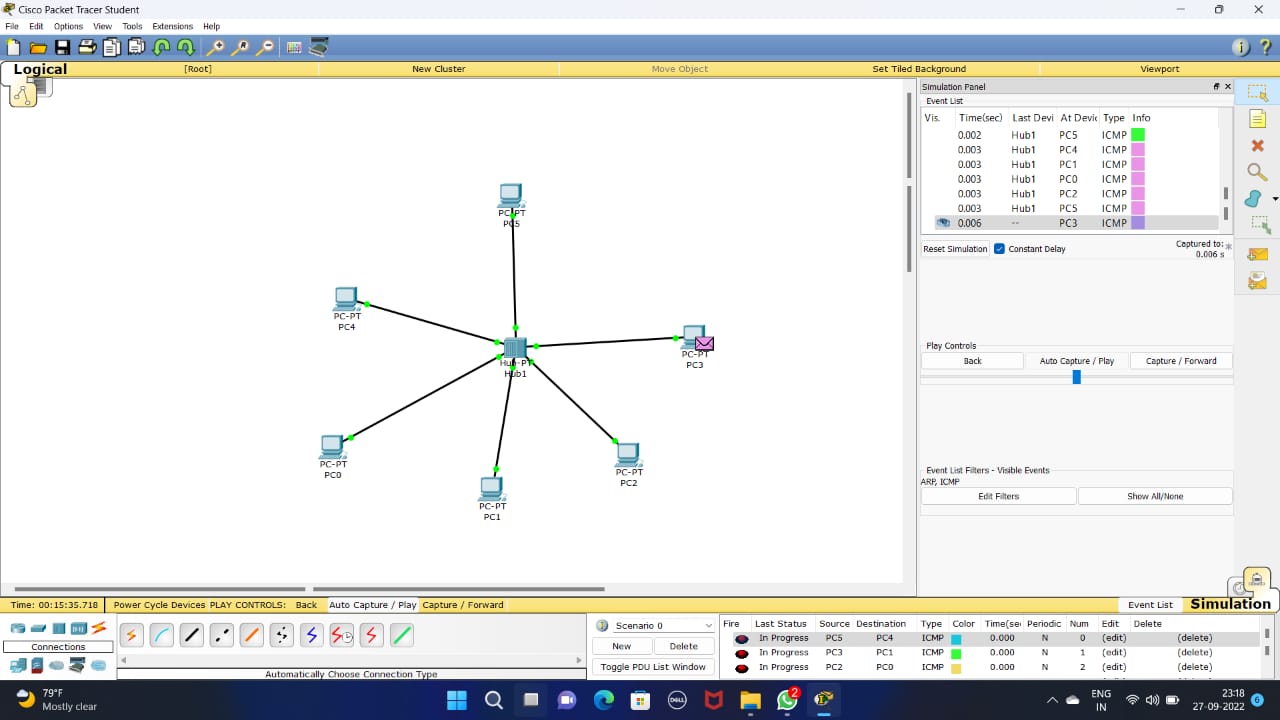 Cisco Packet Tracer Student
File Edit Options View Tools Extensions Help
Logical [Root] New Cluster Move Object Set Tiled Background Viewport
Simulation Panel
Event List
Vis. Time(sec) Last Devi At Devic Type Info
0.002 Hub1 PC5 ICMP
0.003 Hub1 PC4 ICMP
0.003 Hub1 PC1 ICMP
0.003 Hub1 PC0 ICMP
0.003 Hub1 PC2 ICMP
0.003 Hub1 PC5 ICMP
0.006 -- PC3 ICMP
Reset Simulation Constant Delay Captured to:
0.006 s
Play Controls
Back Auto Capture / Play Capture / Forward
Event List Filters - Visible Events
ARP, ICMP
Edit Filters Show All/None
PC-PT
PC5
PC-PT
PC4
PC-PT
PC3
Hub-PT
Hub1
PC-PT
PC0
PC-PT
PC2
PC-PT
PC1
Time: 00:15:35.718 Power Cycle Devices PLAY CONTROLS: Back Auto Capture / Play Capture / Forward Event List Simulation
Connections
Automatically Choose Connection Type
Scenario 0
New Delete
Toggle PDU List Window
Fire Last Status Source Destination Type Color Time(sec Periodic Num Edit Delete
In Progress PC5 PC4 ICMP 0.000 N 0 (edit) (delete)
In Progress PC3 PC1 ICMP 0.000 N 1 (edit) (delete)
In Progress PC2 PC0 ICMP 0.000 N 2 (edit) (delete)
79°F
Mostly clear
DELL
2
ENG
IN
23:18
27-09-2022
6